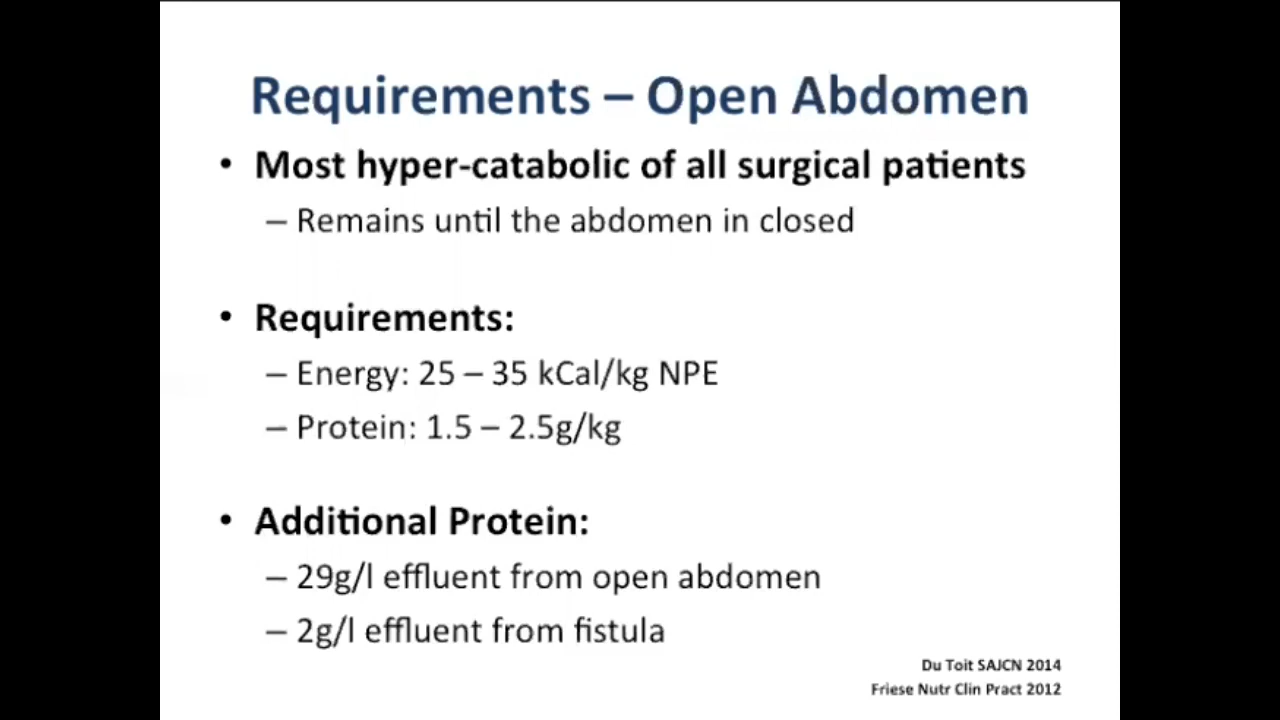 Requirements – Open Abdomen
• Most hyper-catabolic of all surgical patients
– Remains until the abdomen in closed
• Requirements:
– Energy: 25 – 35 kCal/kg NPE
– Protein: 1.5 – 2.5g/kg
• Additional Protein:
– 29g/l effluent from open abdomen
– 2g/l effluent from fistula
Du Toit SAJCN 2014
Friese Nutr Clin Pract 2012